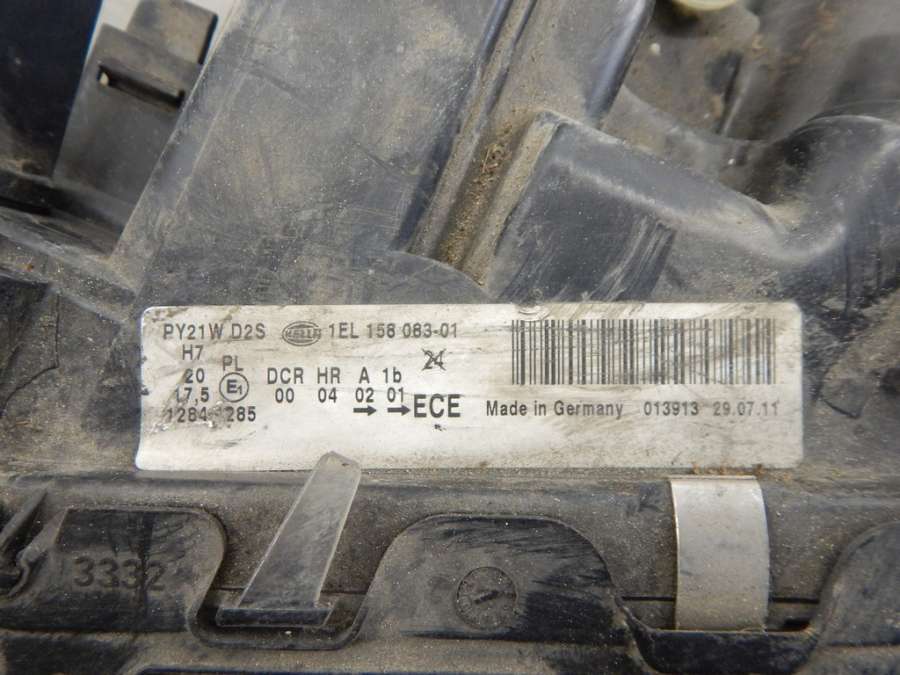 PY21W D2S HELLA 1EL 158 083-01
H7
PL 24
20 E1 DCR HR A 1b
17,5 00 04 02 01 →→ECE Made in Germany 013913 29.07.11
1284 1285
3332